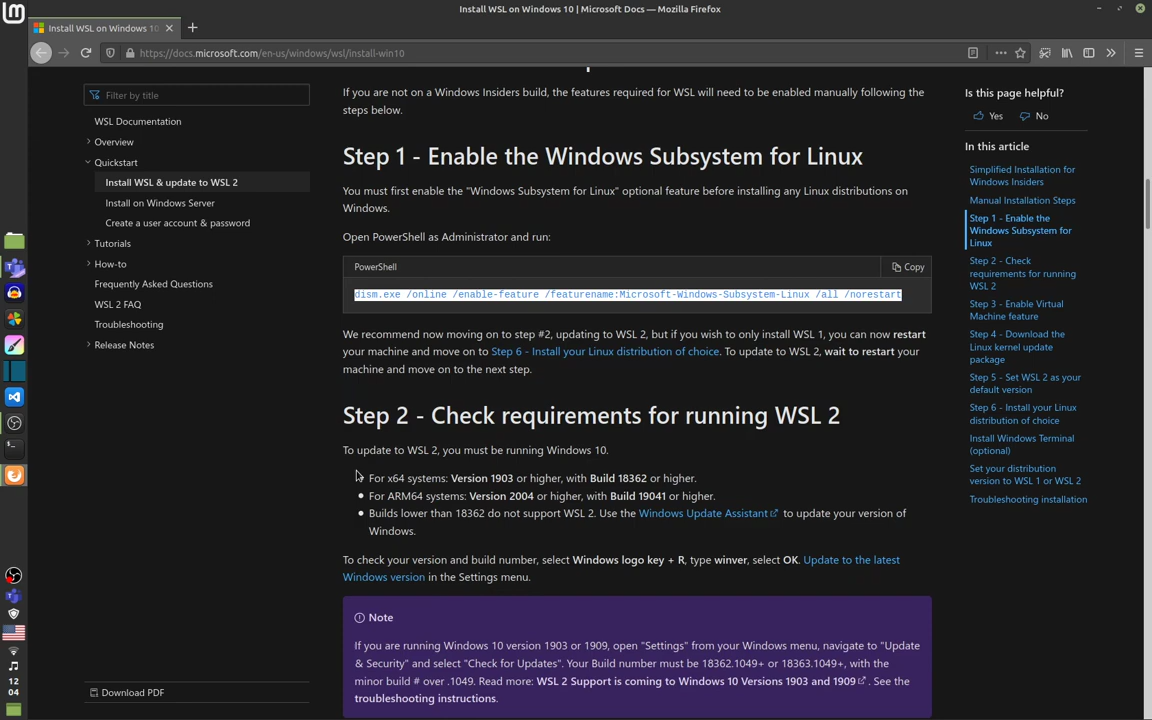 Install WSL on Windows 10 | Microsoft Docs — Mozilla Firefox
Install WSL on Windows 10
https://docs.microsoft.com/en-us/windows/wsl/install-win10
Filter by title
WSL Documentation
Overview
Quickstart
Install WSL & update to WSL 2
Install on Windows Server
Create a user account & password
Tutorials
How-to
Frequently Asked Questions
WSL 2 FAQ
Troubleshooting
Release Notes
Download PDF
If you are not on a Windows Insiders build, the features required for WSL will need to be enabled manually following the
steps below.
Step 1 - Enable the Windows Subsystem for Linux
You must first enable the "Windows Subsystem for Linux" optional feature before installing any Linux distributions on
Windows.
Open PowerShell as Administrator and run:
PowerShell
Copy
dism.exe /online /enable-feature /featurename:Microsoft-Windows-Subsystem-Linux /all /norestart
We recommend now moving on to step #2, updating to WSL 2, but if you wish to only install WSL 1, you can now restart
your machine and move on to Step 6 - Install your Linux distribution of choice. To update to WSL 2, wait to restart your
machine and move on to the next step.
Step 2 - Check requirements for running WSL 2
To update to WSL 2, you must be running Windows 10.
For x64 systems: Version 1903 or higher, with Build 18362 or higher.
• For ARM64 systems: Version 2004 or higher, with Build 19041 or higher.
• Builds lower than 18362 do not support WSL 2. Use the Windows Update Assistant to update your version of
Windows.
To check your version and build number, select Windows logo key + R, type winver, select OK. Update to the latest
Windows version in the Settings menu.
Note
If you are running Windows 10 version 1903 or 1909, open "Settings" from your Windows menu, navigate to "Update
& Security" and select "Check for Updates". Your Build number must be 18362.1049+ or 18363.1049+, with the
minor build # over .1049. Read more: WSL 2 Support is coming to Windows 10 Versions 1903 and 1909 . See the
troubleshooting instructions.
Is this page helpful?
Yes
No
In this article
Simplified Installation for
Windows Insiders
Manual Installation Steps
Step 1 - Enable the
Windows Subsystem for
Linux
Step 2 - Check
requirements for running
WSL 2
Step 3 - Enable Virtual
Machine feature
Step 4 - Download the
Linux kernel update
package
Step 5 - Set WSL 2 as your
default version
Step 6 - Install your Linux
distribution of choice
Install Windows Terminal
(optional)
Set your distribution
version to WSL 1 or WSL 2
Troubleshooting installation
12
04